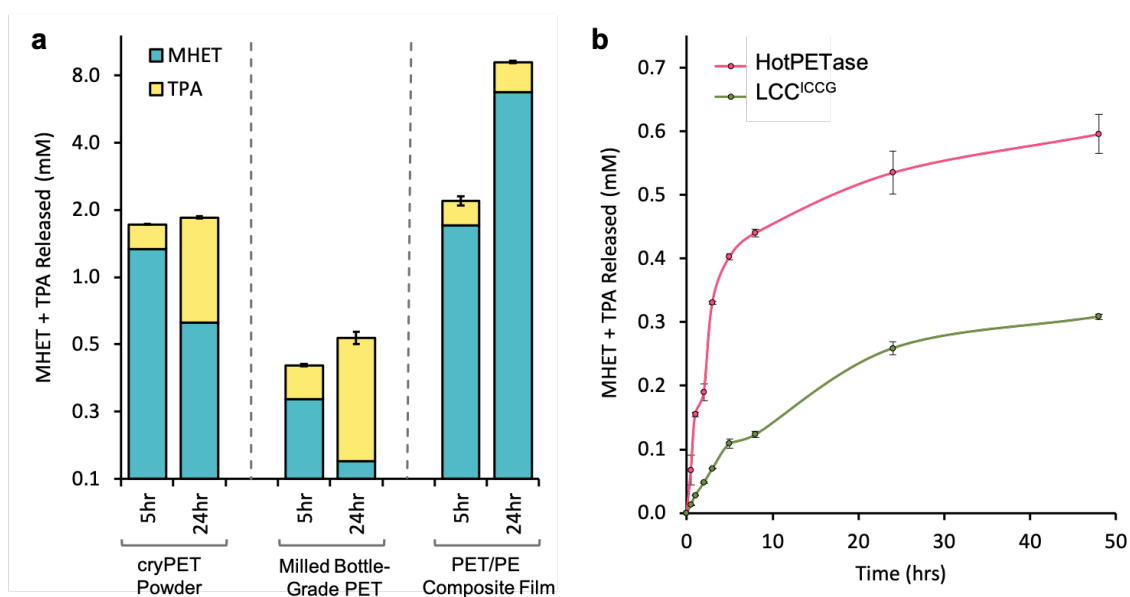 a
MHET
TPA
MHET + TPA Released (mM)
8.0
4.0
2.0
1.0
0.5
0.3
0.1
5hr
24hr
5hr
24hr
5hr
24hr
cryPET
Powder
Milled Bottle-
Grade PET
PET/PE
Composite Film
b
HotPETase
LCCᴵᶜᶜᴳ
MHET + TPA Released (mM)
0.7
0.6
0.5
0.4
0.3
0.2
0.1
0.0
0
10
20
30
40
50
Time (hrs)